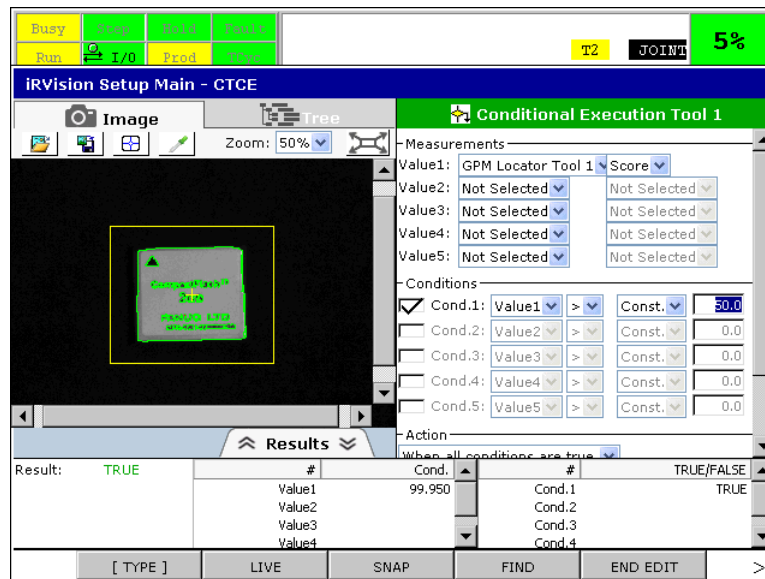 Busy Step Hold Fault
Run I/O Prod TCyc T2 JOINT 5%
iRVision Setup Main - CTCE
Image Tree Conditional Execution Tool 1
Zoom: 50%
Measurements
Value1: GPM Locator Tool 1 Score
Value2: Not Selected Not Selected
Value3: Not Selected Not Selected
Value4: Not Selected Not Selected
Value5: Not Selected Not Selected
Conditions
Cond.1: Value1 > Const. 50.0
Cond.2: Value2 > Const. 0.0
Cond.3: Value3 > Const. 0.0
Cond.4: Value4 > Const. 0.0
Cond.5: Value5 > Const. 0.0
Results
Action
When all conditions are true
Result: TRUE # Cond. # TRUE/FALSE
Value1 99.950 Cond.1 TRUE
Value2 Cond.2
Value3 Cond.3
Value4 Cond.4
[ TYPE ] LIVE SNAP FIND END EDIT >